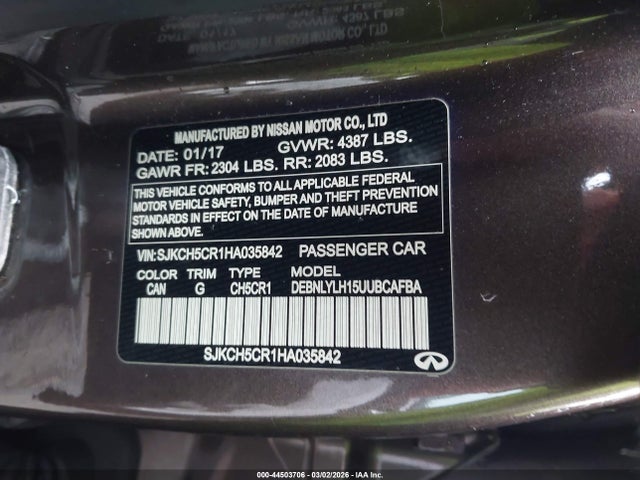 MANUFACTURED BY NISSAN MOTOR CO., LTD
DATE: 01/17 GVWR: 4387 LBS.
GAWR FR: 2304 LBS. RR: 2083 LBS.
THIS VEHICLE CONFORMS TO ALL APPLICABLE FEDERAL
MOTOR VEHICLE SAFETY, BUMPER AND THEFT PREVENTION
STANDARDS IN EFFECT ON THE DATE OF MANUFACTURE
SHOWN ABOVE.
VIN:SJKCH5CR1HA035842 PASSENGER CAR
COLOR TRIM TYPE MODEL
CAN G CH5CR1 DEBNLYLH15UUBCAFBA
SJKCH5CR1HA035842
000-44503706 - 03/02/2026 - IAA Inc.